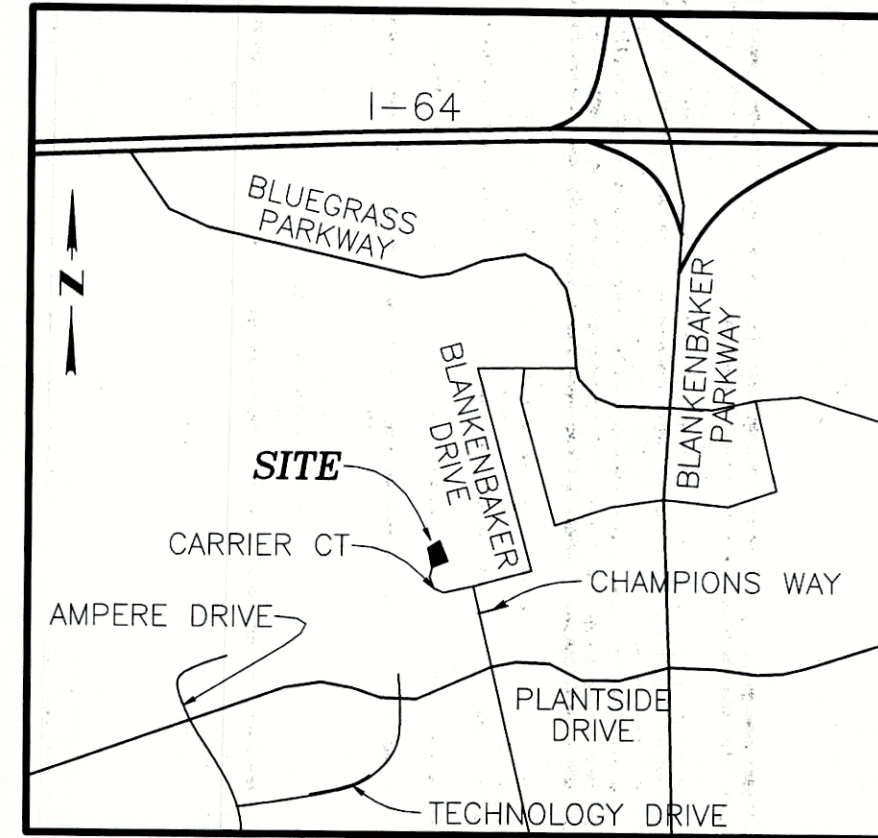 I-64
BLUEGRASS
PARKWAY
N
BLANKENBAKER
PARKWAY
BLANKENBAKER
DRIVE
SITE
CARRIER CT
CHAMPIONS WAY
AMPERE DRIVE
PLANTSIDE
DRIVE
TECHNOLOGY DRIVE